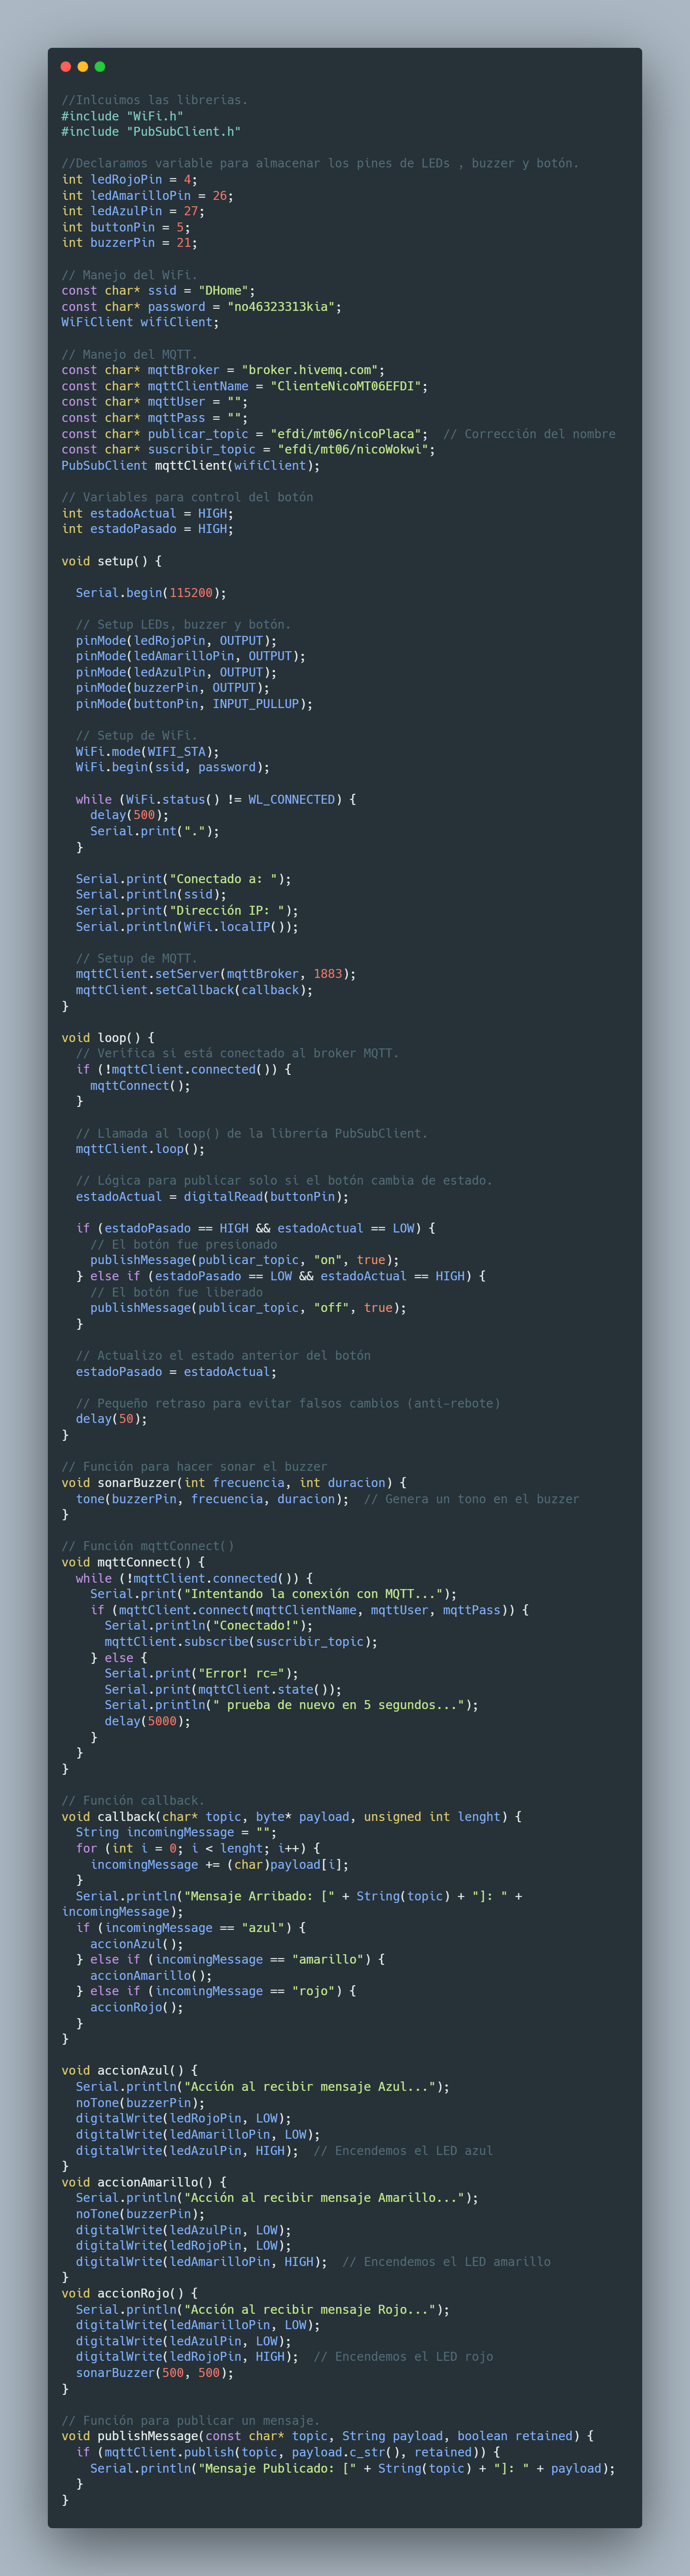 //Inlcuimos las librerias.
#include "WiFi.h"
#include "PubSubClient.h"

//Declaramos variable para almacenar los pines de LEDs , buzzer y botón.
int ledRojoPin = 4;
int ledAmarilloPin = 26;
int ledAzulPin = 27;
int buttonPin = 5;
int buzzerPin = 21;

// Manejo del WiFi.
const char* ssid = "DHome";
const char* password = "no46323313kia";
WiFiClient wifiClient;

// Manejo del MQTT.
const char* mqttBroker = "broker.hivemq.com";
const char* mqttClientName = "ClienteNicoMT06EFDI";
const char* mqttUser = "";
const char* mqttPass = "";
const char* publicar_topic = "efdi/mt06/nicoPlaca";  // Corrección del nombre
const char* suscribir_topic = "efdi/mt06/nicoWokwi";
PubSubClient mqttClient(wifiClient);

// Variables para control del botón
int estadoActual = HIGH;
int estadoPasado = HIGH;

void setup() {

  Serial.begin(115200);

  // Setup LEDs, buzzer y botón.
  pinMode(ledRojoPin, OUTPUT);
  pinMode(ledAmarilloPin, OUTPUT);
  pinMode(ledAzulPin, OUTPUT);
  pinMode(buzzerPin, OUTPUT);
  pinMode(buttonPin, INPUT_PULLUP);

  // Setup de WiFi.
  WiFi.mode(WIFI_STA);
  WiFi.begin(ssid, password);

  while (WiFi.status() != WL_CONNECTED) {
    delay(500);
    Serial.print(".");
  }

  Serial.print("Conectado a: ");
  Serial.println(ssid);
  Serial.print("Dirección IP: ");
  Serial.println(WiFi.localIP());

  // Setup de MQTT.
  mqttClient.setServer(mqttBroker, 1883);
  mqttClient.setCallback(callback);
}

void loop() {
  // Verifica si está conectado al broker MQTT.
  if (!mqttClient.connected()) {
    mqttConnect();
  }

  // Llamada al loop() de la librería PubSubClient.
  mqttClient.loop();

  // Lógica para publicar solo si el botón cambia de estado.
  estadoActual = digitalRead(buttonPin);

  if (estadoPasado == HIGH && estadoActual == LOW) {
    // El botón fue presionado
    publishMessage(publicar_topic, "on", true);
  } else if (estadoPasado == LOW && estadoActual == HIGH) {
    // El botón fue liberado
    publishMessage(publicar_topic, "off", true);
  }

  // Actualizo el estado anterior del botón
  estadoPasado = estadoActual;

  // Pequeño retraso para evitar falsos cambios (anti-rebote)
  delay(50);
}

// Función para hacer sonar el buzzer
void sonarBuzzer(int frecuencia, int duracion) {
  tone(buzzerPin, frecuencia, duracion);  // Genera un tono en el buzzer
}

// Función mqttConnect()
void mqttConnect() {
  while (!mqttClient.connected()) {
    Serial.print("Intentando la conexión con MQTT...");
    if (mqttClient.connect(mqttClientName, mqttUser, mqttPass)) {
      Serial.println("Conectado!");
      mqttClient.subscribe(suscribir_topic);
    } else {
      Serial.print("Error! rc=");
      Serial.print(mqttClient.state());
      Serial.println(" prueba de nuevo en 5 segundos...");
      delay(5000);
    }
  }
}

// Función callback.
void callback(char* topic, byte* payload, unsigned int lenght) {
  String incomingMessage = "";
  for (int i = 0; i < lenght; i++) {
    incomingMessage += (char)payload[i];
  }
  Serial.println("Mensaje Arribado: [" + String(topic) + "]: " +
incomingMessage);
  if (incomingMessage == "azul") {
    accionAzul();
  } else if (incomingMessage == "amarillo") {
    accionAmarillo();
  } else if (incomingMessage == "rojo") {
    accionRojo();
  }
}

void accionAzul() {
  Serial.println("Acción al recibir mensaje Azul...");
  noTone(buzzerPin);
  digitalWrite(ledRojoPin, LOW);
  digitalWrite(ledAmarilloPin, LOW);
  digitalWrite(ledAzulPin, HIGH);  // Encendemos el LED azul
}
void accionAmarillo() {
  Serial.println("Acción al recibir mensaje Amarillo...");
  noTone(buzzerPin);
  digitalWrite(ledAzulPin, LOW);
  digitalWrite(ledRojoPin, LOW);
  digitalWrite(ledAmarilloPin, HIGH);  // Encendemos el LED amarillo
}
void accionRojo() {
  Serial.println("Acción al recibir mensaje Rojo...");
  digitalWrite(ledAmarilloPin, LOW);
  digitalWrite(ledAzulPin, LOW);
  digitalWrite(ledRojoPin, HIGH);  // Encendemos el LED rojo
  sonarBuzzer(500, 500);
}

// Función para publicar un mensaje.
void publishMessage(const char* topic, String payload, boolean retained) {
  if (mqttClient.publish(topic, payload.c_str(), retained)) {
    Serial.println("Mensaje Publicado: [" + String(topic) + "]: " + payload);
  }
}